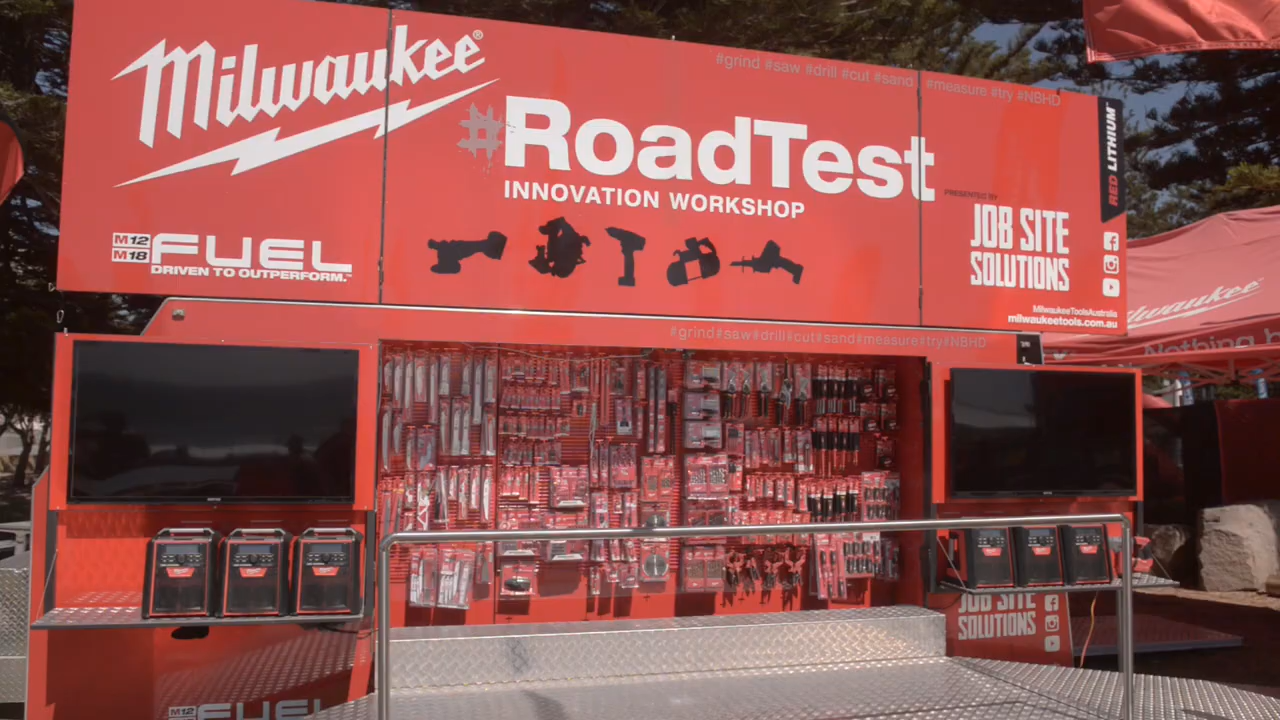 Milwaukee®
#grind #saw #drill #cut #sand #measure #try #NBHD
#RoadTest
INNOVATION WORKSHOP
RED LITHIUM™
PRESENTED BY
JOB SITE
SOLUTIONS
M12
M18
FUEL
DRIVEN TO OUTPERFORM.™
MilwaukeeToolsAustralia
milwaukeetools.com.au
Milwaukee
Nothing
#grind#saw#drill#cut#sand#measure#try#NBHD
JOB SITE
SOLUTIONS
M12
FUEL